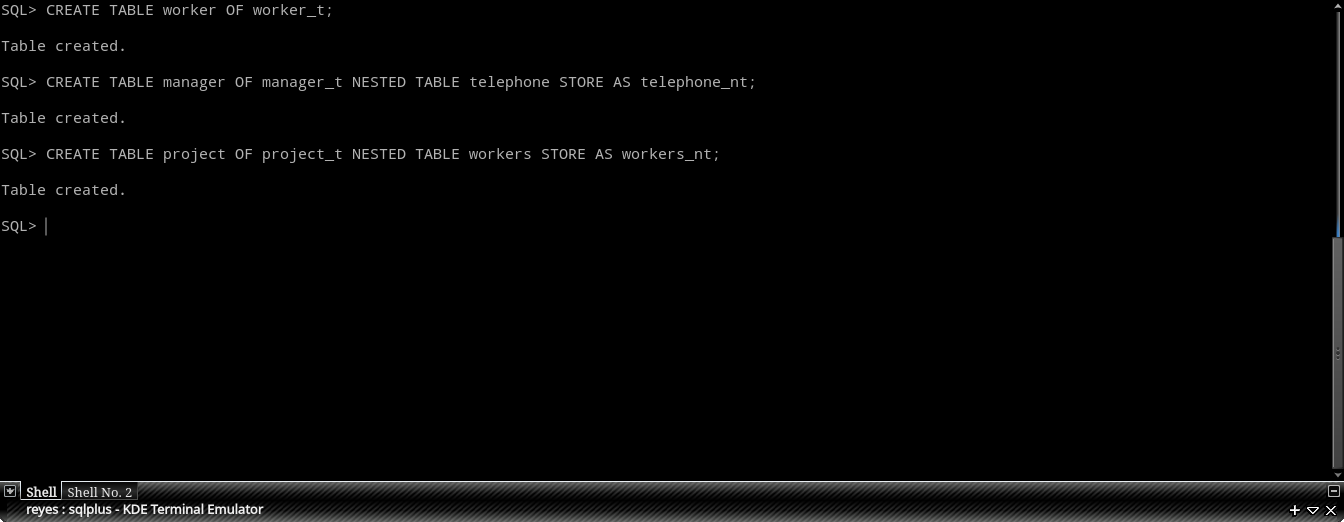 SQL> CREATE TABLE worker OF worker_t;
Table created.
SQL> CREATE TABLE manager OF manager_t NESTED TABLE telephone STORE AS telephone_nt;
Table created.
SQL> CREATE TABLE project OF project_t NESTED TABLE workers STORE AS workers_nt;
Table created.
SQL>
Shell Shell No. 2
reyes : sqlplus - KDE Terminal Emulator